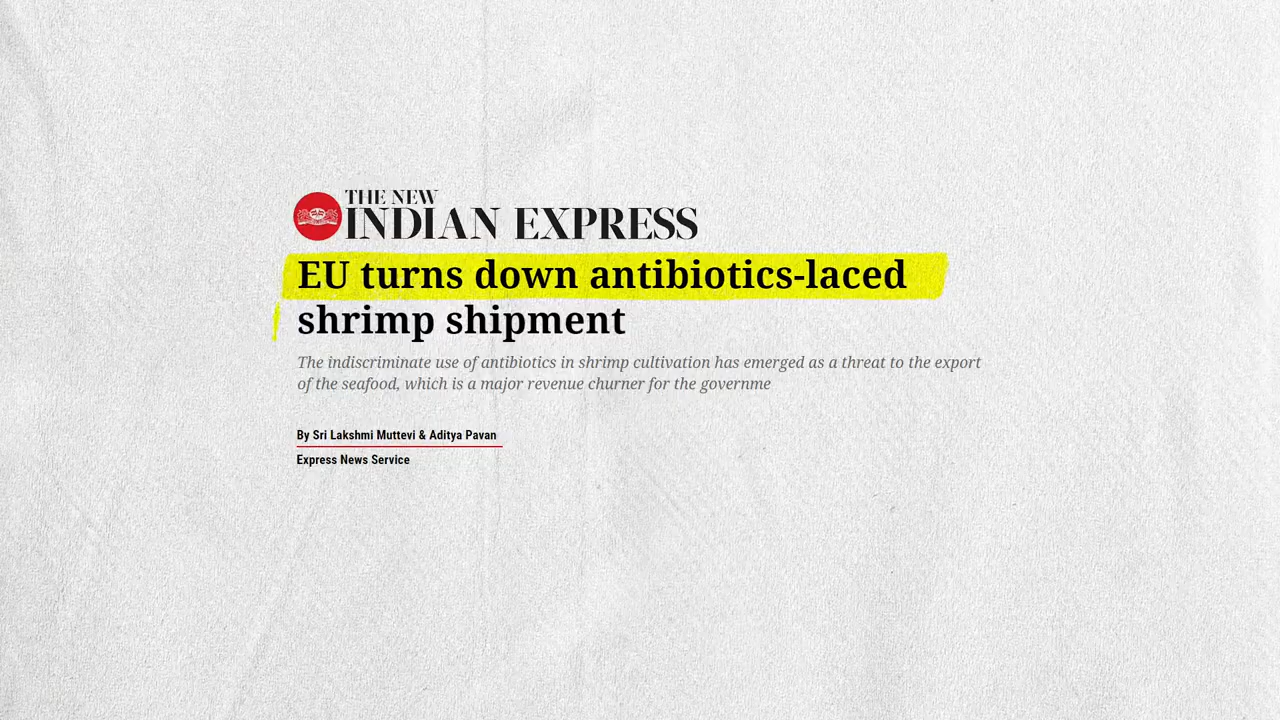 THE NEW
INDIAN EXPRESS
EU turns down antibiotics-laced
shrimp shipment
The indiscriminate use of antibiotics in shrimp cultivation has emerged as a threat to the export
of the seafood, which is a major revenue churner for the governme
By Sri Lakshmi Muttevi & Aditya Pavan
Express News Service